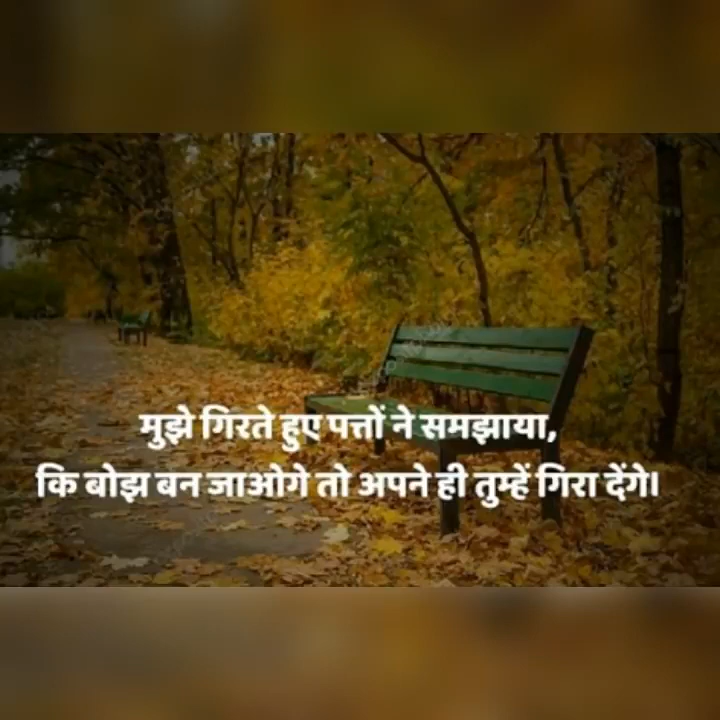 मुझे गिरते हुए पत्तों ने समझाया,
कि बोझ बन जाओगे तो अपने ही तुम्हें गिरा देंगे।